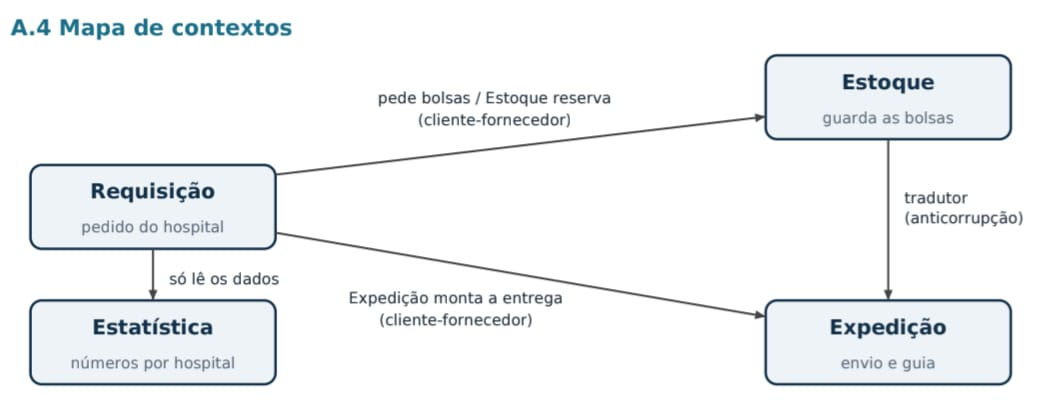 A.4 Mapa de contextos
Estoque
guarda as bolsas
pede bolsas / Estoque reserva
(cliente-fornecedor)
Requisição
pedido do hospital
tradutor
(anticorrupção)
só lê os dados
Expedição monta a entrega
(cliente-fornecedor)
Estatística
números por hospital
Expedição
envio e guia